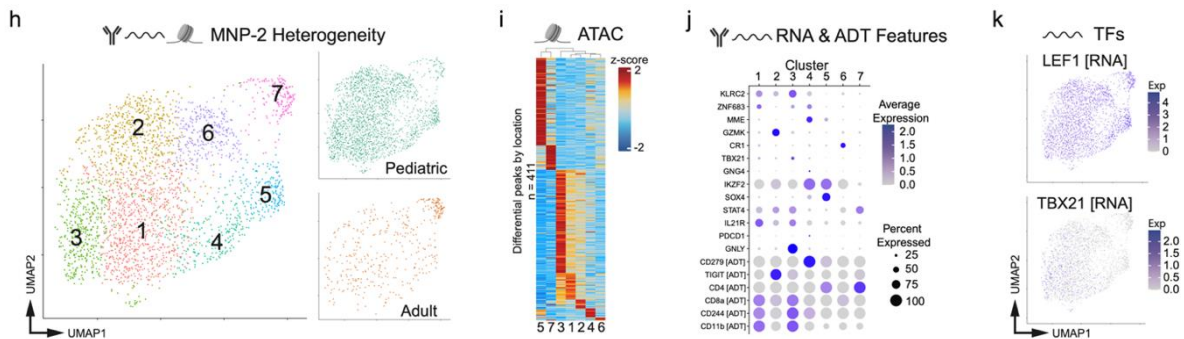 h
MNP-2 Heterogeneity
2
6
7
5
3
1
4
UMAP2
UMAP1
Pediatric
Adult
i
ATAC
z-score
2
-2
Differential peaks by location
n = 411
5 7 3 1 2 4 6
j
RNA & ADT Features
Cluster
1 2 3 4 5 6 7
KLRC2
ZNF683
MME
GZMK
CR1
TBX21
GNG4
IKZF2
SOX4
STAT4
IL21R
PDCD1
GNLY
CD279 [ADT]
TIGIT [ADT]
CD4 [ADT]
CD8a [ADT]
CD244 [ADT]
CD11b [ADT]
Average
Expression
2.0
1.5
1.0
0.5
0.0
Percent
Expressed
25
50
75
100
k
TFs
LEF1 [RNA]
Exp
4
3
2
1
0
TBX21 [RNA]
Exp
2.0
1.5
1.0
0.5
0.0
UMAP2
UMAP1